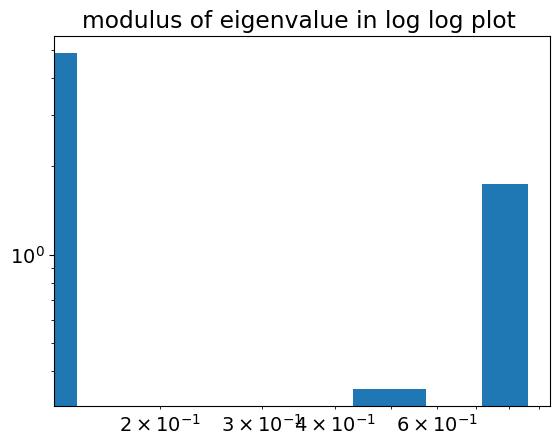 modulus of eigenvalue in log log plot
10⁰
2 × 10⁻¹ 3 × 10⁻¹ 4 × 10⁻¹ 6 × 10⁻¹